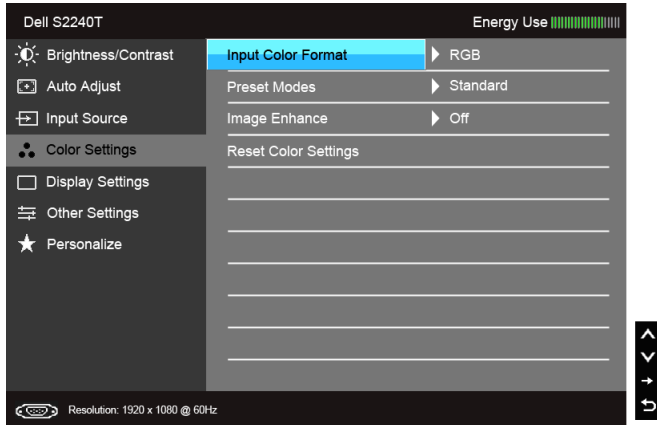 Dell S2240T
Energy Use
Brightness/Contrast
Input Color Format
RGB
Auto Adjust
Preset Modes
Standard
Input Source
Image Enhance
Off
Color Settings
Reset Color Settings
Display Settings
Other Settings
Personalize
Resolution: 1920 x 1080 @ 60Hz